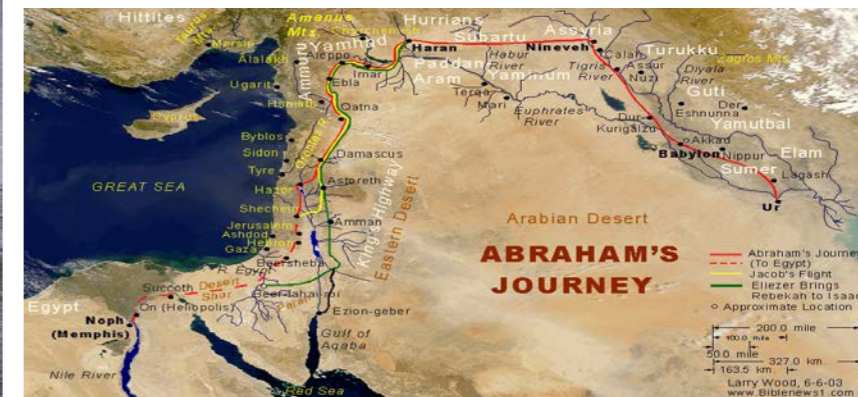 Hittites
Taurus Mts.
Mersin
Amanus
Mts.
Carchemish
Hurrians
Yamhad
Haran
Subartu
Assyria
Nineveh
Calah
Turukku
Alalakh
Aleppo
Imar
Ebla
Paddan
Aram
Habur
River
Yaminum
Terqa
Mari
Tigris
River
Assur
Nuzi
Diyala
River
Zagros Mts.
Ugarit
Amurru
Hamath
Qatna
Euphrates
River
Guti
Der
Eshnunna
Yamutbal
Cyprus
Byblos
Sidon
Tyre
Damascus
Dur-
Kurigalzu
Akkad
Babylon
Nippur
Elam
Sumer
Lagash
Ur
GREAT SEA
Hazor
Astoreth
Shechem
Jerusalem
Ashdod
Hebron
Gaza
Amman
King's Highway
Eastern Desert
Arabian Desert
Beersheba
R. Egypt
ABRAHAM'S
JOURNEY
Abraham's Journey
(To Egypt)
Jacob's Flight
Eliezer Brings
Rebekah to Isaac
Approximate Location
Egypt
Succoth
Desert
Shur
On (Heliopolis)
Beer-lahai-roi
Paran
Noph
(Memphis)
Ezion-geber
Gulf of
Aqaba
Nile River
Red Sea
200.0 mile
100.0 mile
50.0 mile
327.0 km.
163.5 km.
Larry Wood, 6-6-03
www.Biblenews1.com